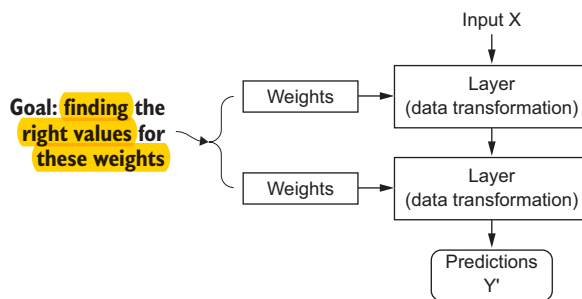 Input X
Goal: finding the
right values for
these weights
Weights
Layer
(data transformation)
Weights
Layer
(data transformation)
Predictions
Y'